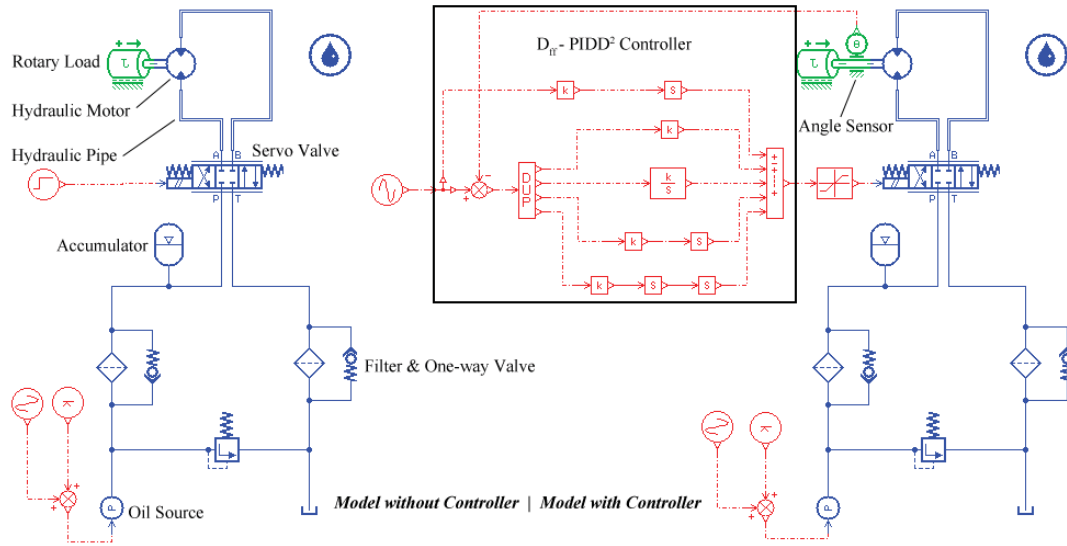 D_ff - PIDD² Controller
θ
Rotary Load
τ
τ
k
S
Hydraulic Motor
Angle Sensor
k
Hydraulic Pipe
A B
Servo Valve
A B
DUP
k
S
P T
P T
Accumulator
k
S
k
S
S
Filter & One-way Valve
K
K
Oil Source
P
Model without Controller | Model with Controller
P